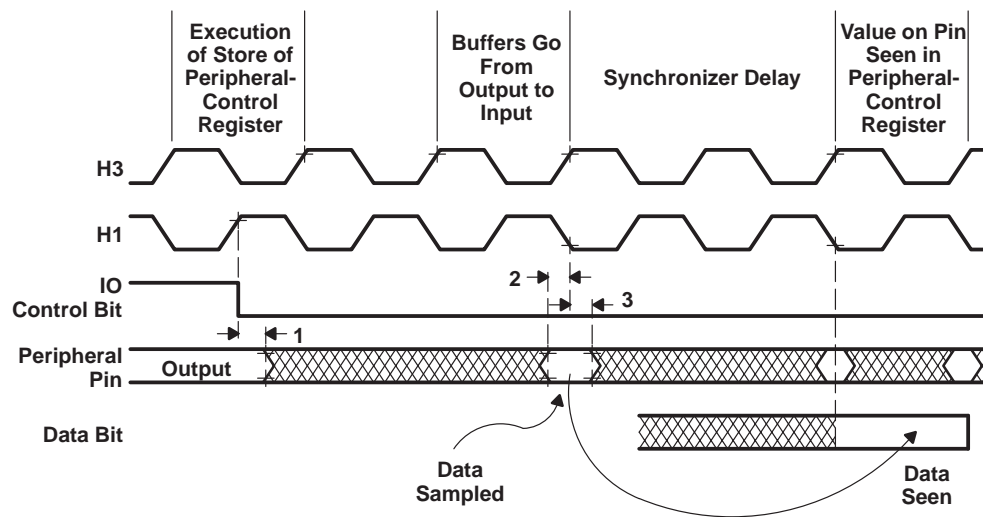 Execution
of Store of
Peripheral-
Control
Register
Buffers Go
From
Output to
Input
Synchronizer Delay
Value on Pin
Seen in
Peripheral-
Control
Register
H3
H1
IO
Control Bit
2
3
1
Peripheral
Pin
Output
Data Bit
Data
Sampled
Data
Seen